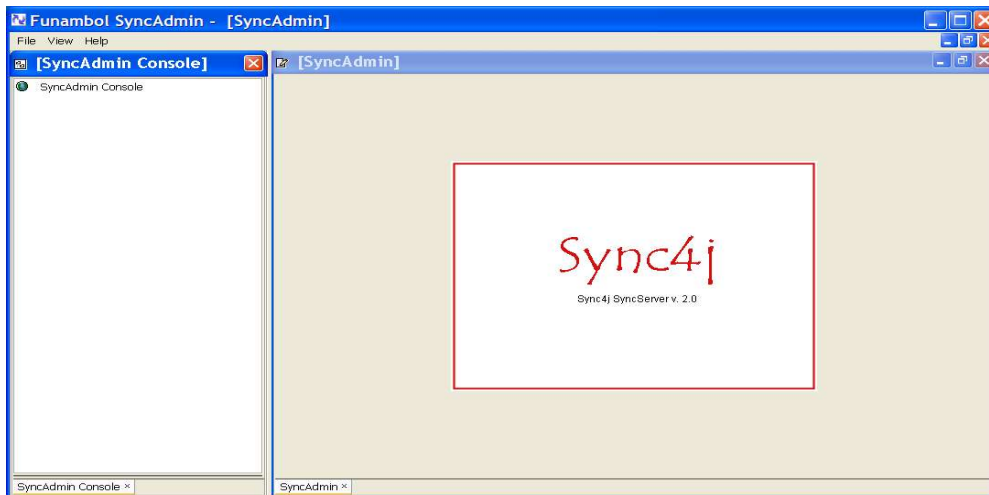 Funambol SyncAdmin - [SyncAdmin]
File View Help
[SyncAdmin Console]
SyncAdmin Console
[SyncAdmin]
Sync4j
Sync4j SyncServer v. 2.0
SyncAdmin Console ×
SyncAdmin ×